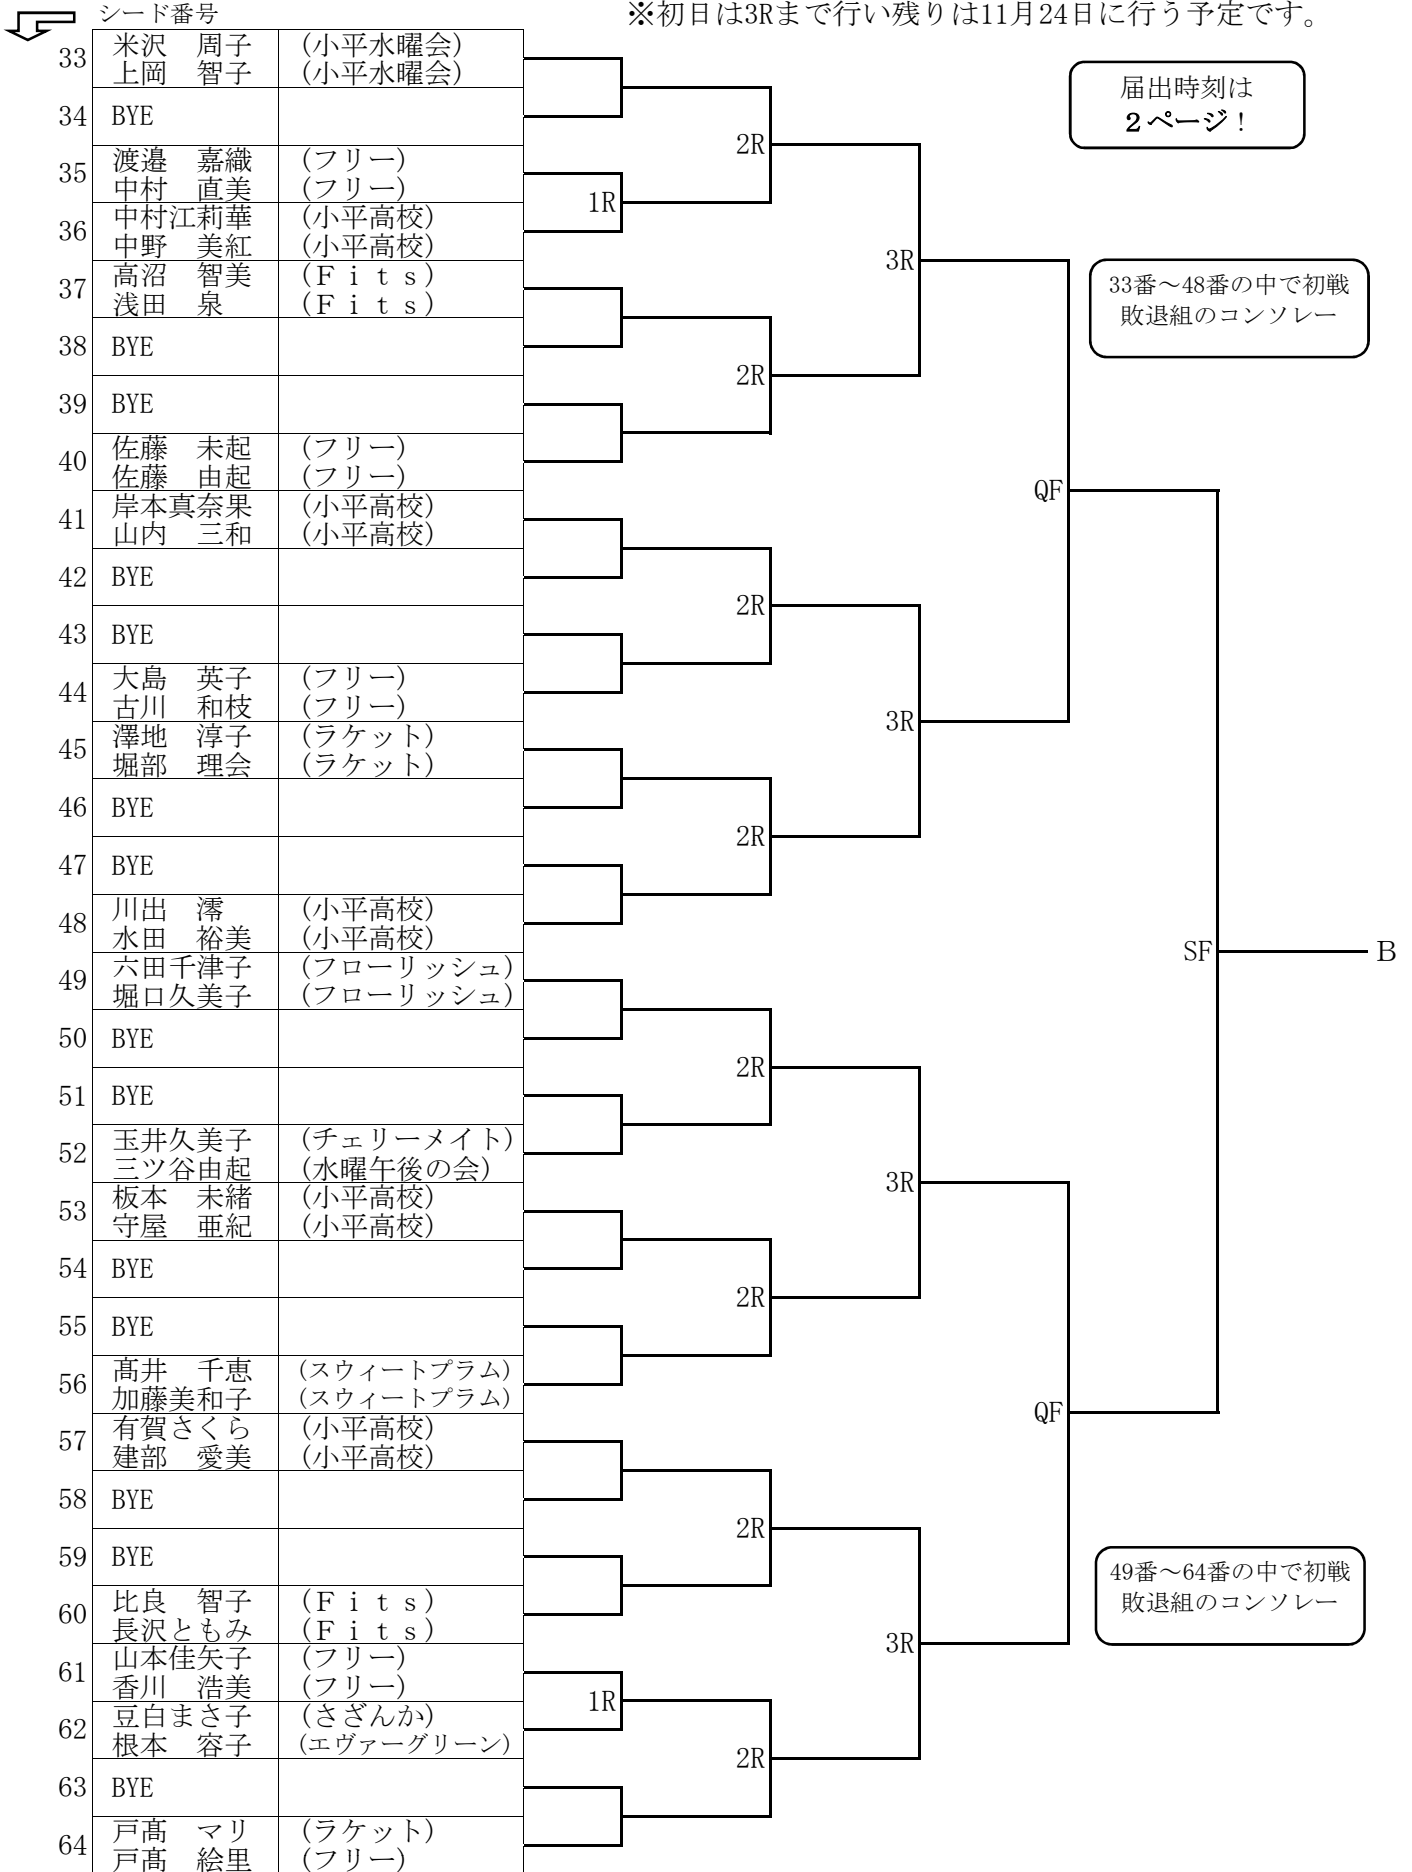 シード番号
※初日は3Rまで行い残りは11月24日に行う予定です。
届出時刻は
2ページ!
33 米沢 周子 (小平水曜会)
上岡 智子 (小平水曜会)
34 BYE
2R
35 渡邉 嘉織 (フリー)
中村 直美 (フリー)
1R
36 中村江莉華 (小平高校)
中野 美紅 (小平高校)
3R
37 高沼 智美 (Fits)
浅田 泉 (Fits)
33番~48番の中で初戦
敗退組のコンソレー
38 BYE
2R
39 BYE
40 佐藤 未起 (フリー)
佐藤 由起 (フリー)
QF
41 岸本真奈果 (小平高校)
山内 三和 (小平高校)
42 BYE
2R
43 BYE
44 大島 英子 (フリー)
古川 和枝 (フリー)
3R
45 澤地 淳子 (ラケット)
堀部 理会 (ラケット)
46 BYE
2R
47 BYE
48 川出 澪 (小平高校)
水田 裕美 (小平高校)
SF B
49 六田千津子 (フローリッシュ)
堀口久美子 (フローリッシュ)
50 BYE
2R
51 BYE
52 玉井久美子 (チェリーメイト)
三ツ谷由起 (水曜午後の会)
3R
53 板本 未緒 (小平高校)
守屋 亜紀 (小平高校)
54 BYE
2R
55 BYE
56 髙井 千恵 (スウィートプラム)
加藤美和子 (スウィートプラム)
QF
57 有賀さくら (小平高校)
建部 愛美 (小平高校)
58 BYE
2R
59 BYE
49番~64番の中で初戦
敗退組のコンソレー
60 比良 智子 (Fits)
長沢ともみ (Fits)
3R
61 山本佳矢子 (フリー)
香川 浩美 (フリー)
1R
62 豆白まさ子 (さざんか)
根本 容子 (エヴァーグリーン)
2R
63 BYE
64 戸髙 マリ (ラケット)
戸髙 絵里 (フリー)